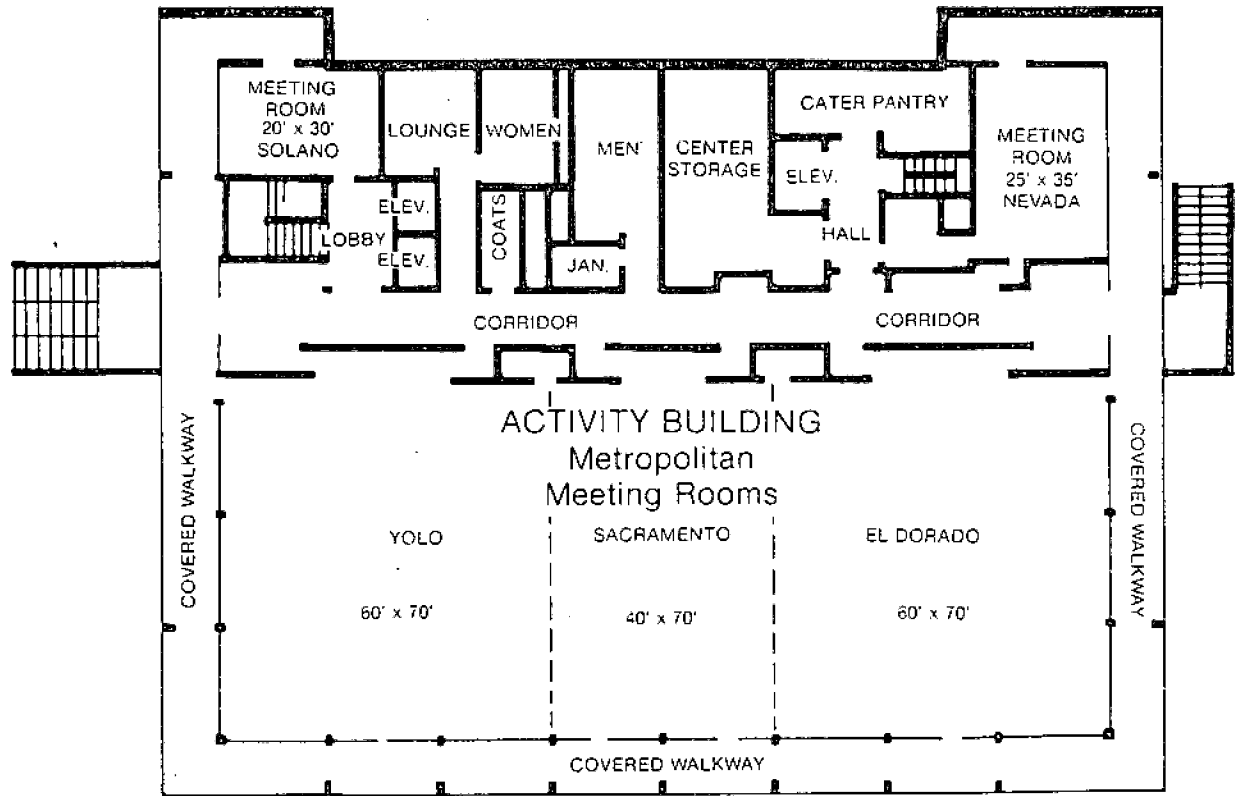 MEETING
ROOM
20' x 30'
SOLANO
LOUNGE
WOMEN
MEN
CENTER
STORAGE
CATER PANTRY
ELEV.
MEETING
ROOM
25' x 35'
NEVADA
ELEV.
LOBBY
ELEV.
COATS
JAN.
HALL
CORRIDOR
CORRIDOR
ACTIVITY BUILDING
Metropolitan
Meeting Rooms
YOLO
60' x 70'
SACRAMENTO
40' x 70'
EL DORADO
60' x 70'
COVERED WALKWAY
COVERED WALKWAY
COVERED WALKWAY